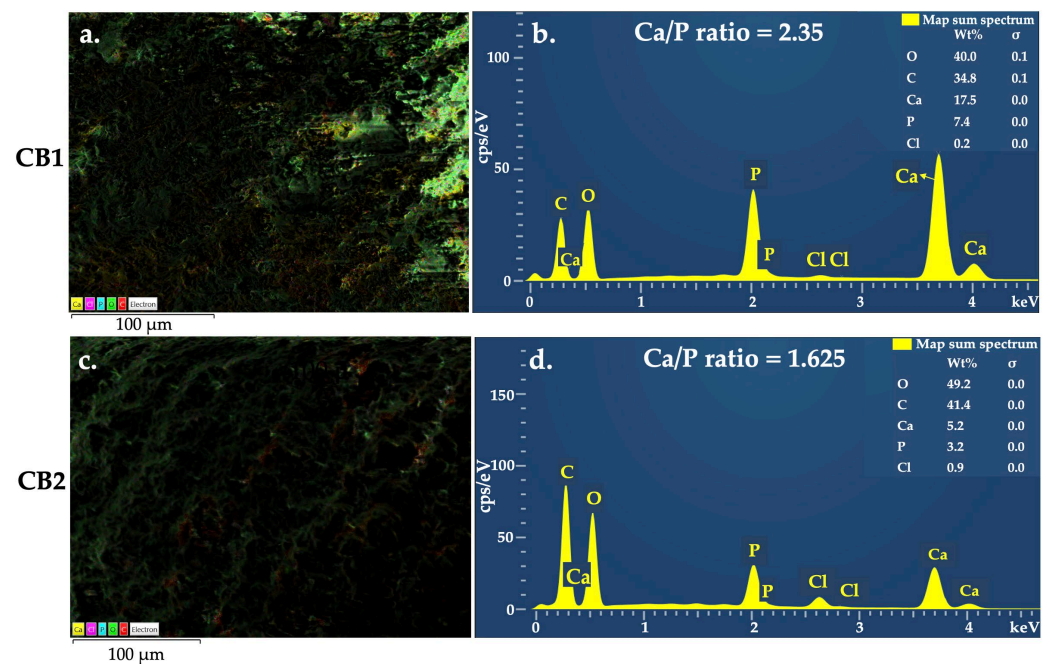 a.
CB1
Ca Cl P O C Electron
100 µm
b.
Ca/P ratio = 2.35
Map sum spectrum
Wt% σ
O 40.0 0.1
C 34.8 0.1
Ca 17.5 0.0
P 7.4 0.0
Cl 0.2 0.0
cps/eV
100
50
0
C
O
Ca
P
P
Cl Cl
Ca
Ca
0 1 2 3 4 keV
c.
CB2
Ca Cl P O C Electron
100 µm
d.
Ca/P ratio = 1.625
Map sum spectrum
Wt% σ
O 49.2 0.0
C 41.4 0.0
Ca 5.2 0.0
P 3.2 0.0
Cl 0.9 0.0
cps/eV
150
100
50
0
C
O
Ca
P
P
Cl Cl
Ca
Ca
0 1 2 3 4 keV